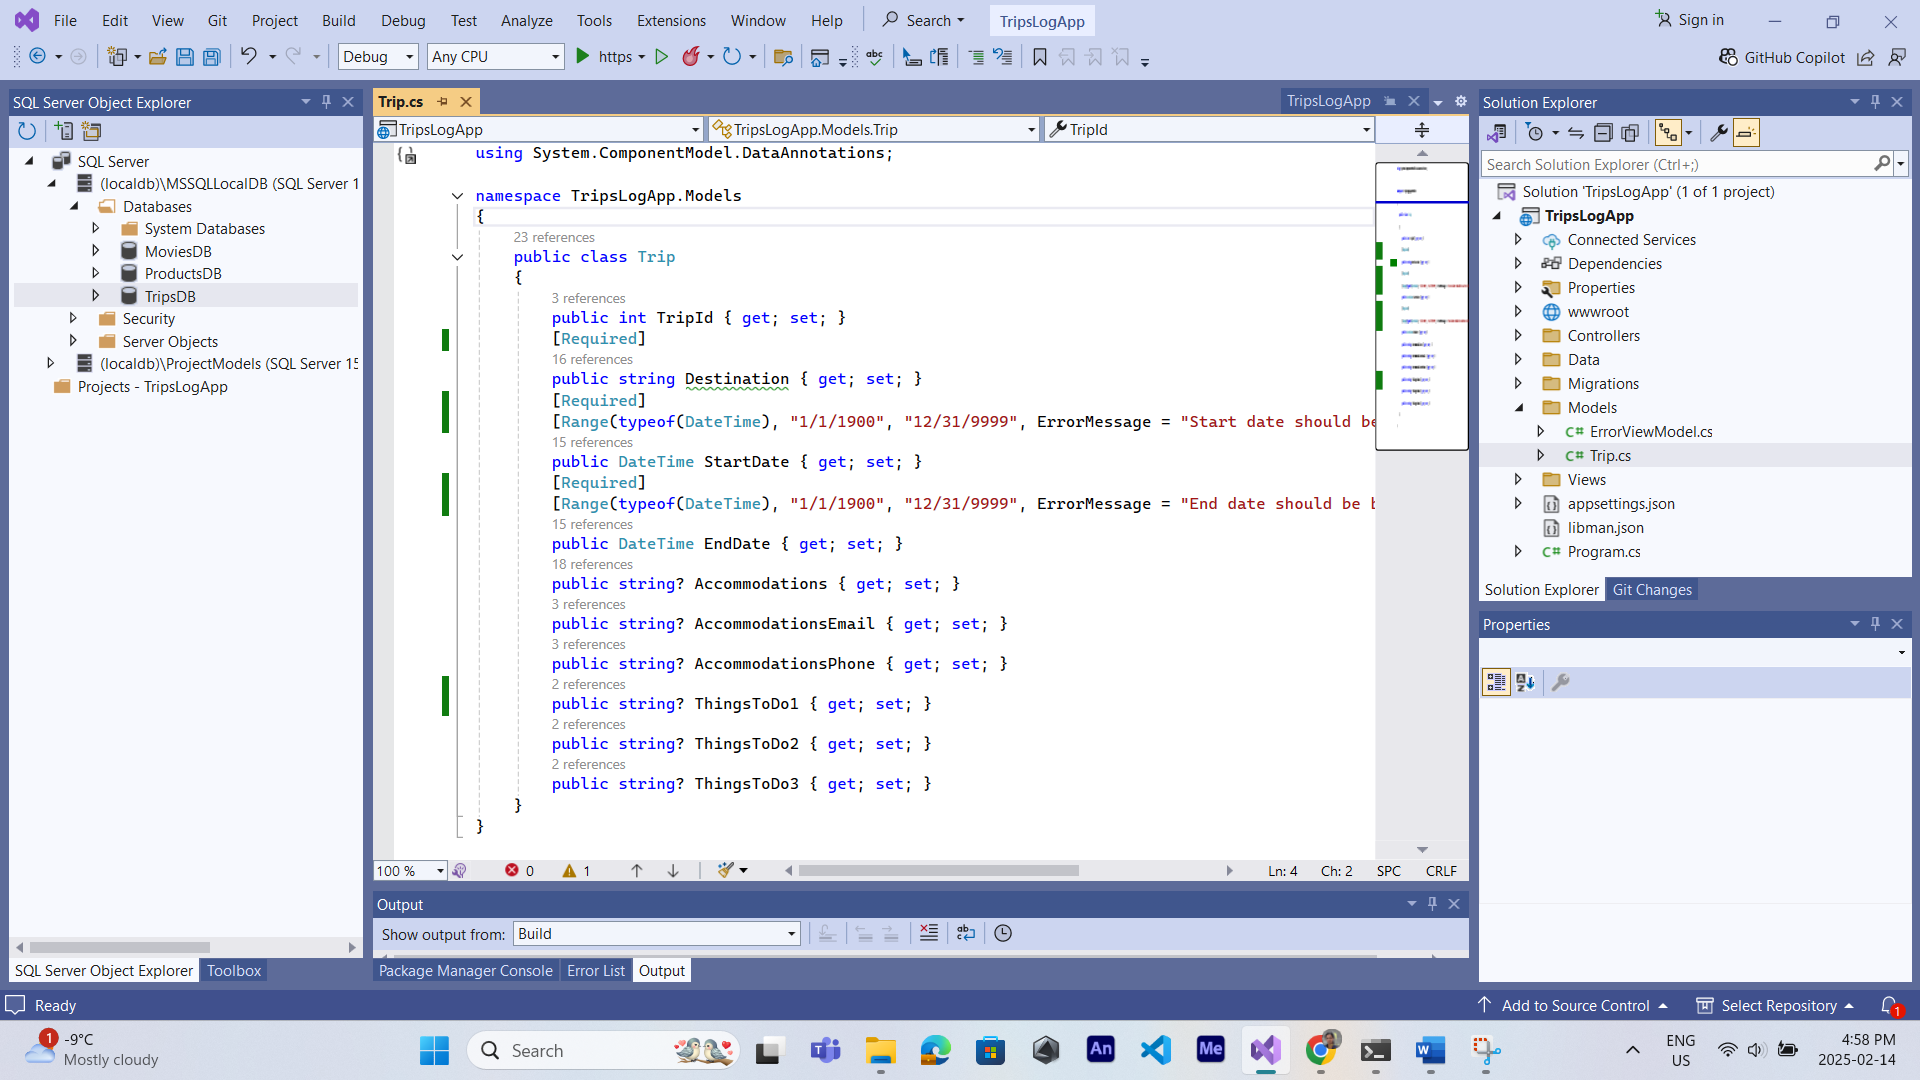 File Edit View Git Project Build Debug Test Analyze Tools Extensions Window Help Search TripsLogApp Sign in
Debug Any CPU https GitHub Copilot
SQL Server Object Explorer
SQL Server
(localdb)\MSSQLLocalDB (SQL Server 1
Databases
System Databases
MoviesDB
ProductsDB
TripsDB
Security
Server Objects
(localdb)\ProjectModels (SQL Server 15
Projects - TripsLogApp
SQL Server Object Explorer Toolbox
Trip.cs TripsLogApp
TripsLogApp TripsLogApp.Models.Trip TripId
using System.ComponentModel.DataAnnotations;
namespace TripsLogApp.Models
{
23 references
public class Trip
{
3 references
public int TripId { get; set; }
[Required]
16 references
public string Destination { get; set; }
[Required]
[Range(typeof(DateTime), "1/1/1900", "12/31/9999", ErrorMessage = "Start date should be
15 references
public DateTime StartDate { get; set; }
[Required]
[Range(typeof(DateTime), "1/1/1900", "12/31/9999", ErrorMessage = "End date should be b
15 references
public DateTime EndDate { get; set; }
18 references
public string? Accommodations { get; set; }
3 references
public string? AccommodationsEmail { get; set; }
3 references
public string? AccommodationsPhone { get; set; }
2 references
public string? ThingsToDo1 { get; set; }
2 references
public string? ThingsToDo2 { get; set; }
2 references
public string? ThingsToDo3 { get; set; }
}
}
100 % 0 1 Ln: 4 Ch: 2 SPC CRLF
Output
Show output from: Build
Package Manager Console Error List Output
Solution Explorer
Search Solution Explorer (Ctrl+;)
Solution 'TripsLogApp' (1 of 1 project)
TripsLogApp
Connected Services
Dependencies
Properties
wwwroot
Controllers
Data
Migrations
Models
C# ErrorViewModel.cs
C# Trip.cs
Views
appsettings.json
libman.json
C# Program.cs
Solution Explorer Git Changes
Properties
Ready Add to Source Control Select Repository 1
1 -9°C
Mostly cloudy
Search
An
Me
ENG
US
4:58 PM
2025-02-14